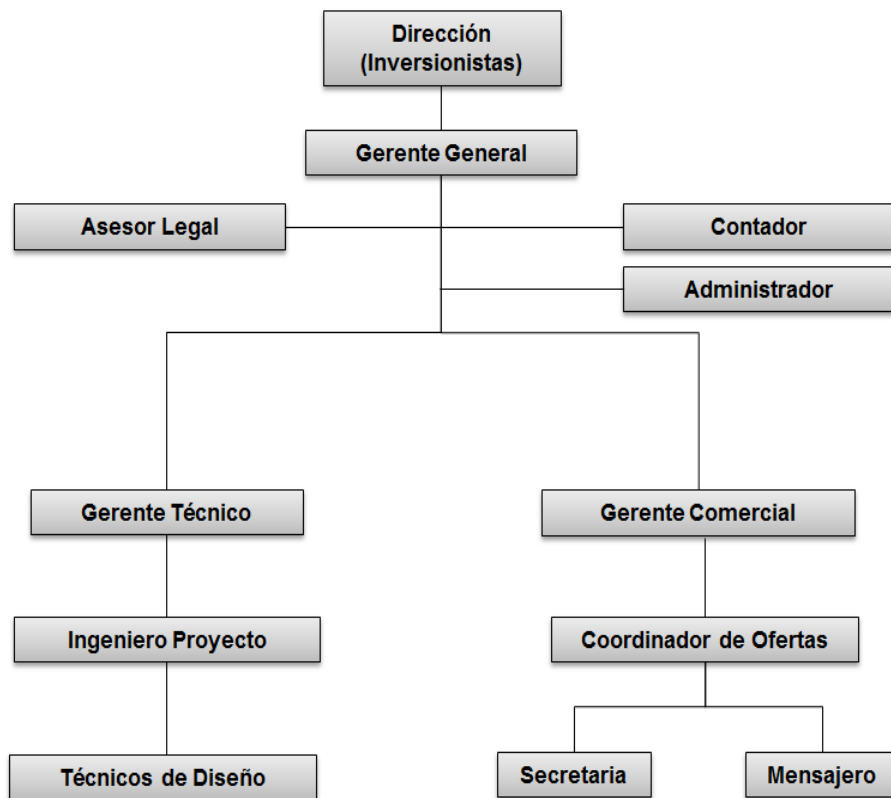 Dirección
(Inversionistas)
Gerente General
Asesor Legal
Contador
Administrador
Gerente Técnico
Gerente Comercial
Ingeniero Proyecto
Coordinador de Ofertas
Técnicos de Diseño
Secretaria
Mensajero